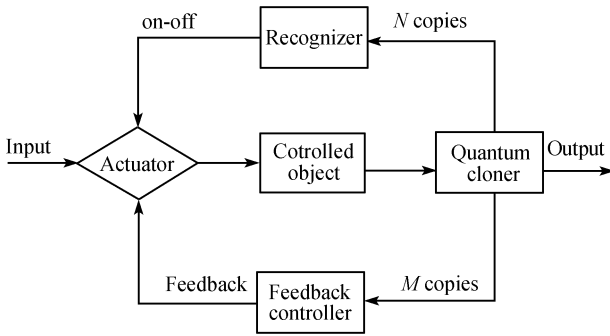 on-off
Recognizer
N copies
Input
Actuator
Cotrolled
object
Quantum
cloner
Output
Feedback
Feedback
controller
M copies